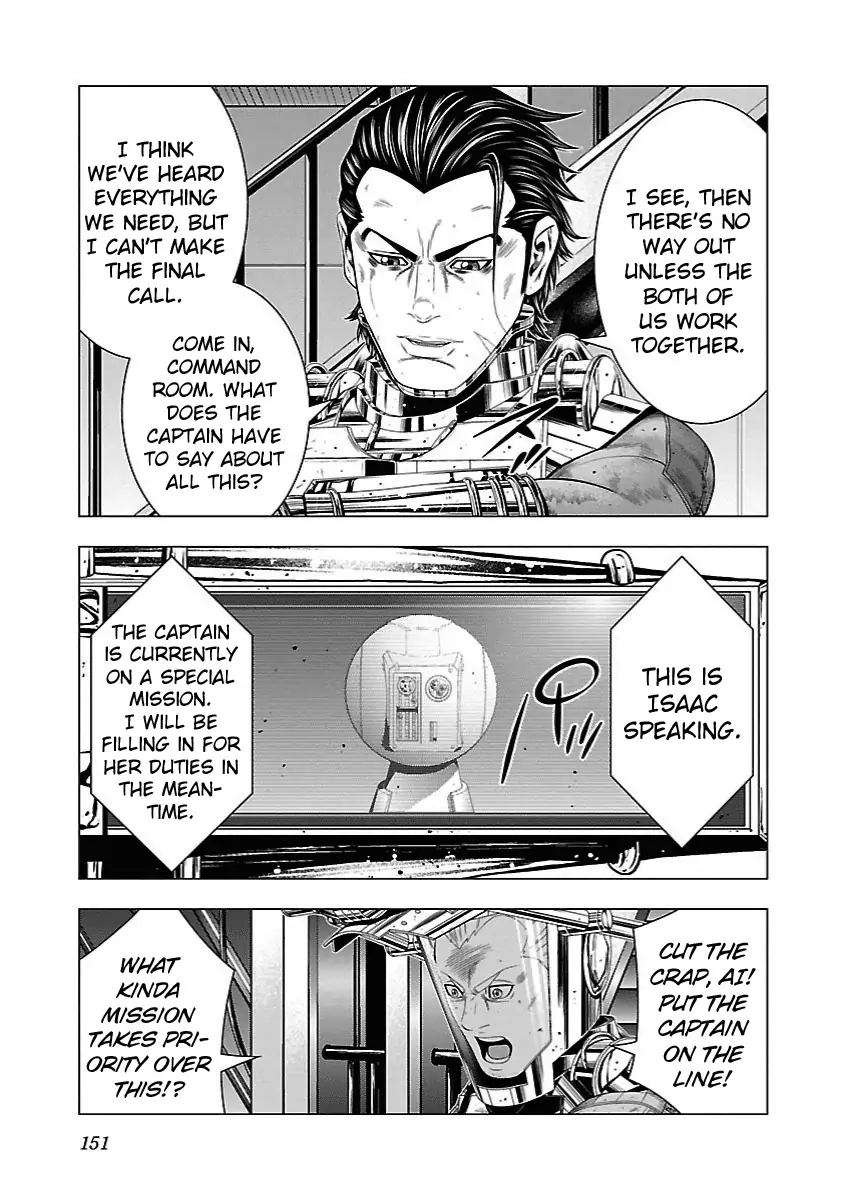 I SEE, THEN
THERE'S NO
WAY OUT
UNLESS THE
BOTH OF
US WORK
TOGETHER.
I THINK
WE'VE HEARD
EVERYTHING
WE NEED, BUT
I CAN'T MAKE
THE FINAL
CALL.
COME IN,
COMMAND
ROOM. WHAT
DOES THE
CAPTAIN HAVE
TO SAY ABOUT
ALL THIS?
THIS IS
ISAAC
SPEAKING.
THE CAPTAIN
IS CURRENTLY
ON A SPECIAL
MISSION.
I WILL BE
FILLING IN FOR
HER DUTIES IN
THE MEAN-
TIME.
CUT THE
CRAP, AI!
PUT THE
CAPTAIN
ON THE
LINE!
WHAT
KINDA
MISSION
TAKES PRI-
ORITY OVER
THIS!?
151